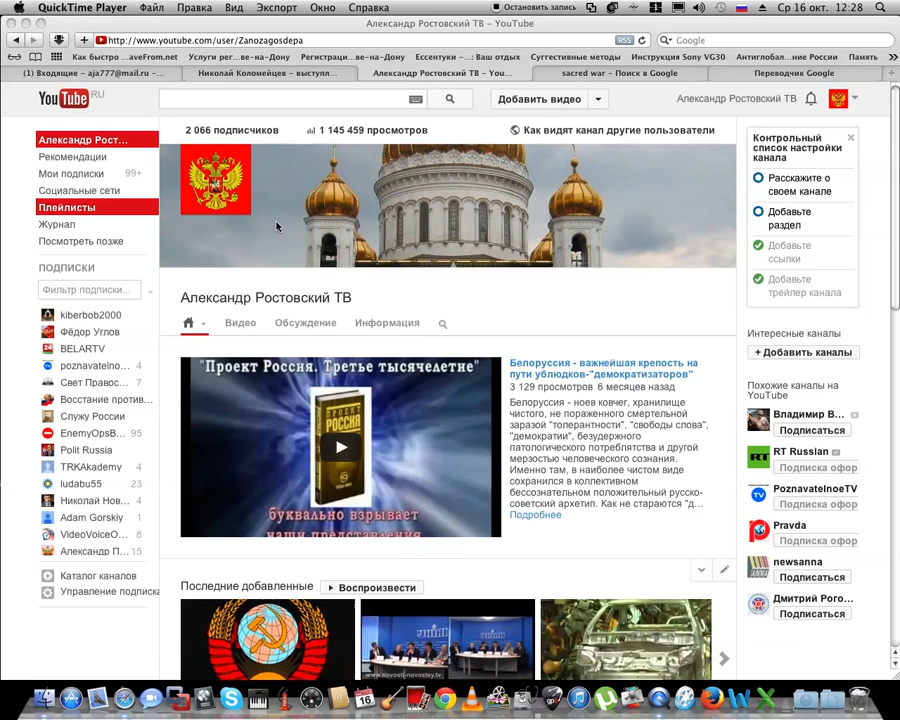 QuickTime Player Файл Правка Вид Экспорт Окно Справка Остановить запись Ср 16 окт. 12:28
Александр Ростовский ТВ – YouTube
http://www.youtube.com/user/Zanozagosdepa RSS Google
Как быстро ...aveFrom.net Услуги рег...ве-на-Дону Регистраци...ве-на-Дону Ессентуки –...: Ваш отдых Суггестивные методы Инструкция Sony VG30 Антиглобал...ние России Память
(1) Входящие – aja777@mail.ru –... Николай Коломейцев – выступл... Александр Ростовский ТВ – You... sacred war – Поиск в Google Переводчик Google
YouTube RU Добавить видео Александр Ростовский ТВ
2 066 подписчиков 1 145 459 просмотров Как видят канал другие пользователи
Александр Рост...
Рекомендации
Мои подписки 99+
Социальные сети
Плейлисты
Журнал
Посмотреть позже
ПОДПИСКИ
Фильтр подписки...
kiberbob2000
Фёдор Углов
BELARTV
poznavatelno... 4
Свет Правос... 7
Восстание против...
Служу России
EnemyOpsB... 95
Polit Russia
TRKAkademy 4
ludabu55 23
Николай Нов... 4
Adam Gorskiy 1
VideoVoiceO... 8
Александр П... 15
Каталог каналов
Управление подписка
Александр Ростовский ТВ
Видео Обсуждение Информация
"Проект Россия. Третье тысячелетие"
ПРОЕКТ
РОССИЯ
буквально взрывает
наши представления
Белоруссия - важнейшая крепость на
пути ублюдков-"демократизаторов"
3 129 просмотров 6 месяцев назад
Белоруссия - ноев ковчег, хранилище
чистого, не пораженного смертельной
заразой "толерантности", "свободы слова",
"демократии", безудержного
патологического потреблятства и другой
мерзостью человеческого сознания.
Именно там, в наиболее чистом виде
сохранился в коллективном
бессознательном положительный русско-
советский архетип. Как не стараются "д...
Подробнее
Последние добавленные Воспроизвести
УНІАН
www.novostey.tv
Контрольный
список настройки
канала
Расскажите о
своем канале
Добавьте
раздел
Добавьте
ссылки
Добавьте
трейлер канала
Интересные каналы
+ Добавить каналы
Похожие каналы на
YouTube
Владимир В...
Подписаться
RT Russian
Подписка офор
PoznavatelnoeTV
Подписка офор
Pravda
Подписка офор
newsanna
Подписаться
Дмитрий Рого...
Подписаться